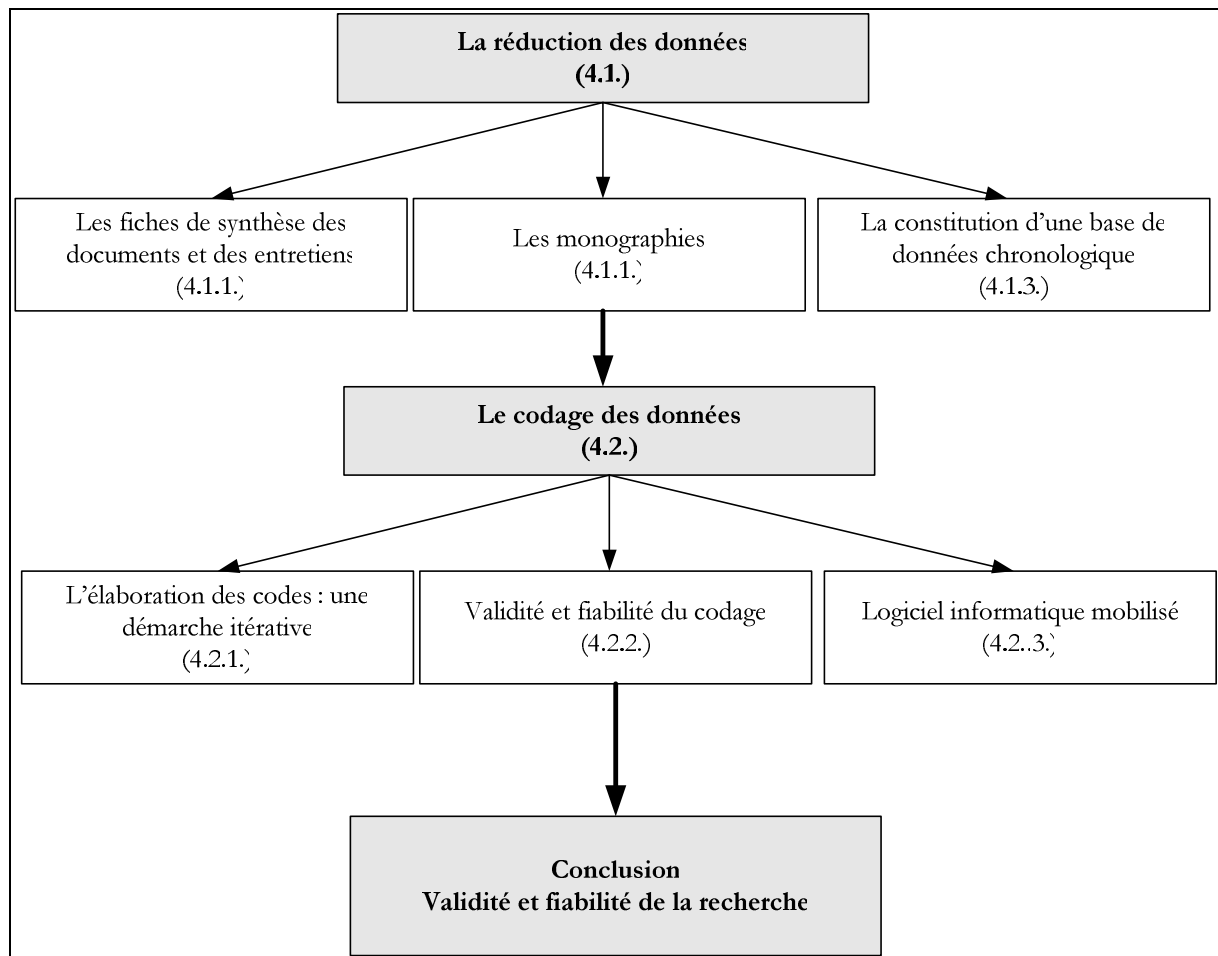 La réduction des données
(4.1.)
Les fiches de synthèse des
documents et des entretiens
(4.1.1.)
Les monographies
(4.1.1.)
La constitution d’une base de
données chronologique
(4.1.3.)
Le codage des données
(4.2.)
L’élaboration des codes : une
démarche itérative
(4.2.1.)
Validité et fiabilité du codage
(4.2.2.)
Logiciel informatique mobilisé
(4.2..3.)
Conclusion
Validité et fiabilité de la recherche